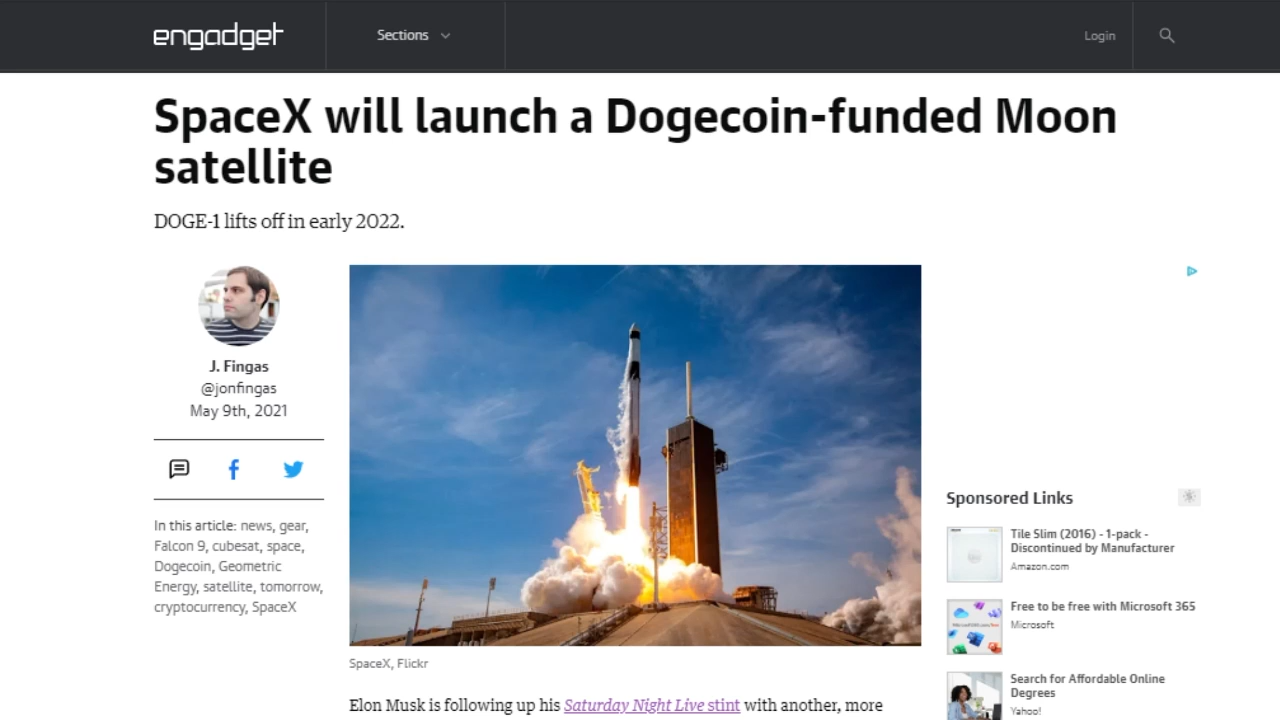 engadget
Sections
Login
SpaceX will launch a Dogecoin-funded Moon
satellite
DOGE-1 lifts off in early 2022.
J. Fingas
@jonfingas
May 9th, 2021
In this article: news, gear,
Falcon 9, cubesat, space,
Dogecoin, Geometric
Energy, satellite, tomorrow,
cryptocurrency, SpaceX
SpaceX, Flickr
Elon Musk is following up his Saturday Night Live stint with another, more
Sponsored Links
Tile Slim (2016) - 1-pack -
Discontinued by Manufacturer
Amazon.com
Free to be free with Microsoft 365
Microsoft
Search for Affordable Online
Degrees
Yahoo!